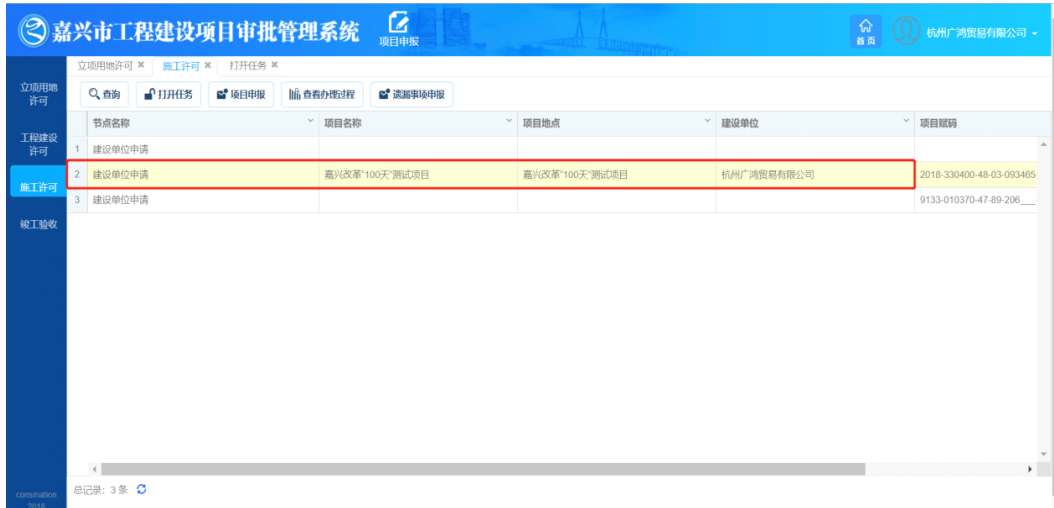 嘉兴市工程建设项目审批管理系统
项目申报
首页
杭州广鸿贸易有限公司
立项用地许可 × 施工许可 × 打开任务 ×
立项用地
许可
工程建设
许可
施工许可
竣工验收
查询 打开任务 项目申报 查看办理过程 遗漏事项申报
节点名称 项目名称 项目地点 建设单位 项目赋码
1 建设单位申请
2 建设单位申请 嘉兴改革"100天"测试项目 嘉兴改革"100天"测试项目 杭州广鸿贸易有限公司 2018-330400-48-03-093465-
3 建设单位申请 9133-010370-47-89-206___-
总记录: 3 条
consmation
2018